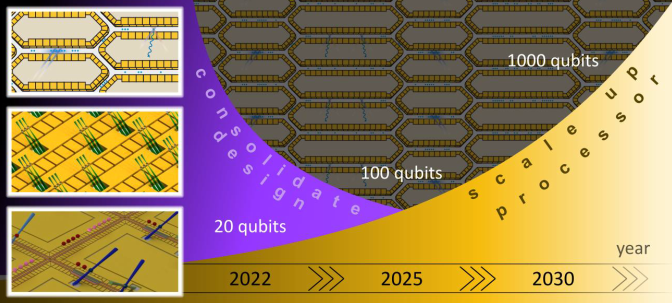 1000 qubits
consolidate
design
scale up
processor
100 qubits
20 qubits
year
2022
2025
2030